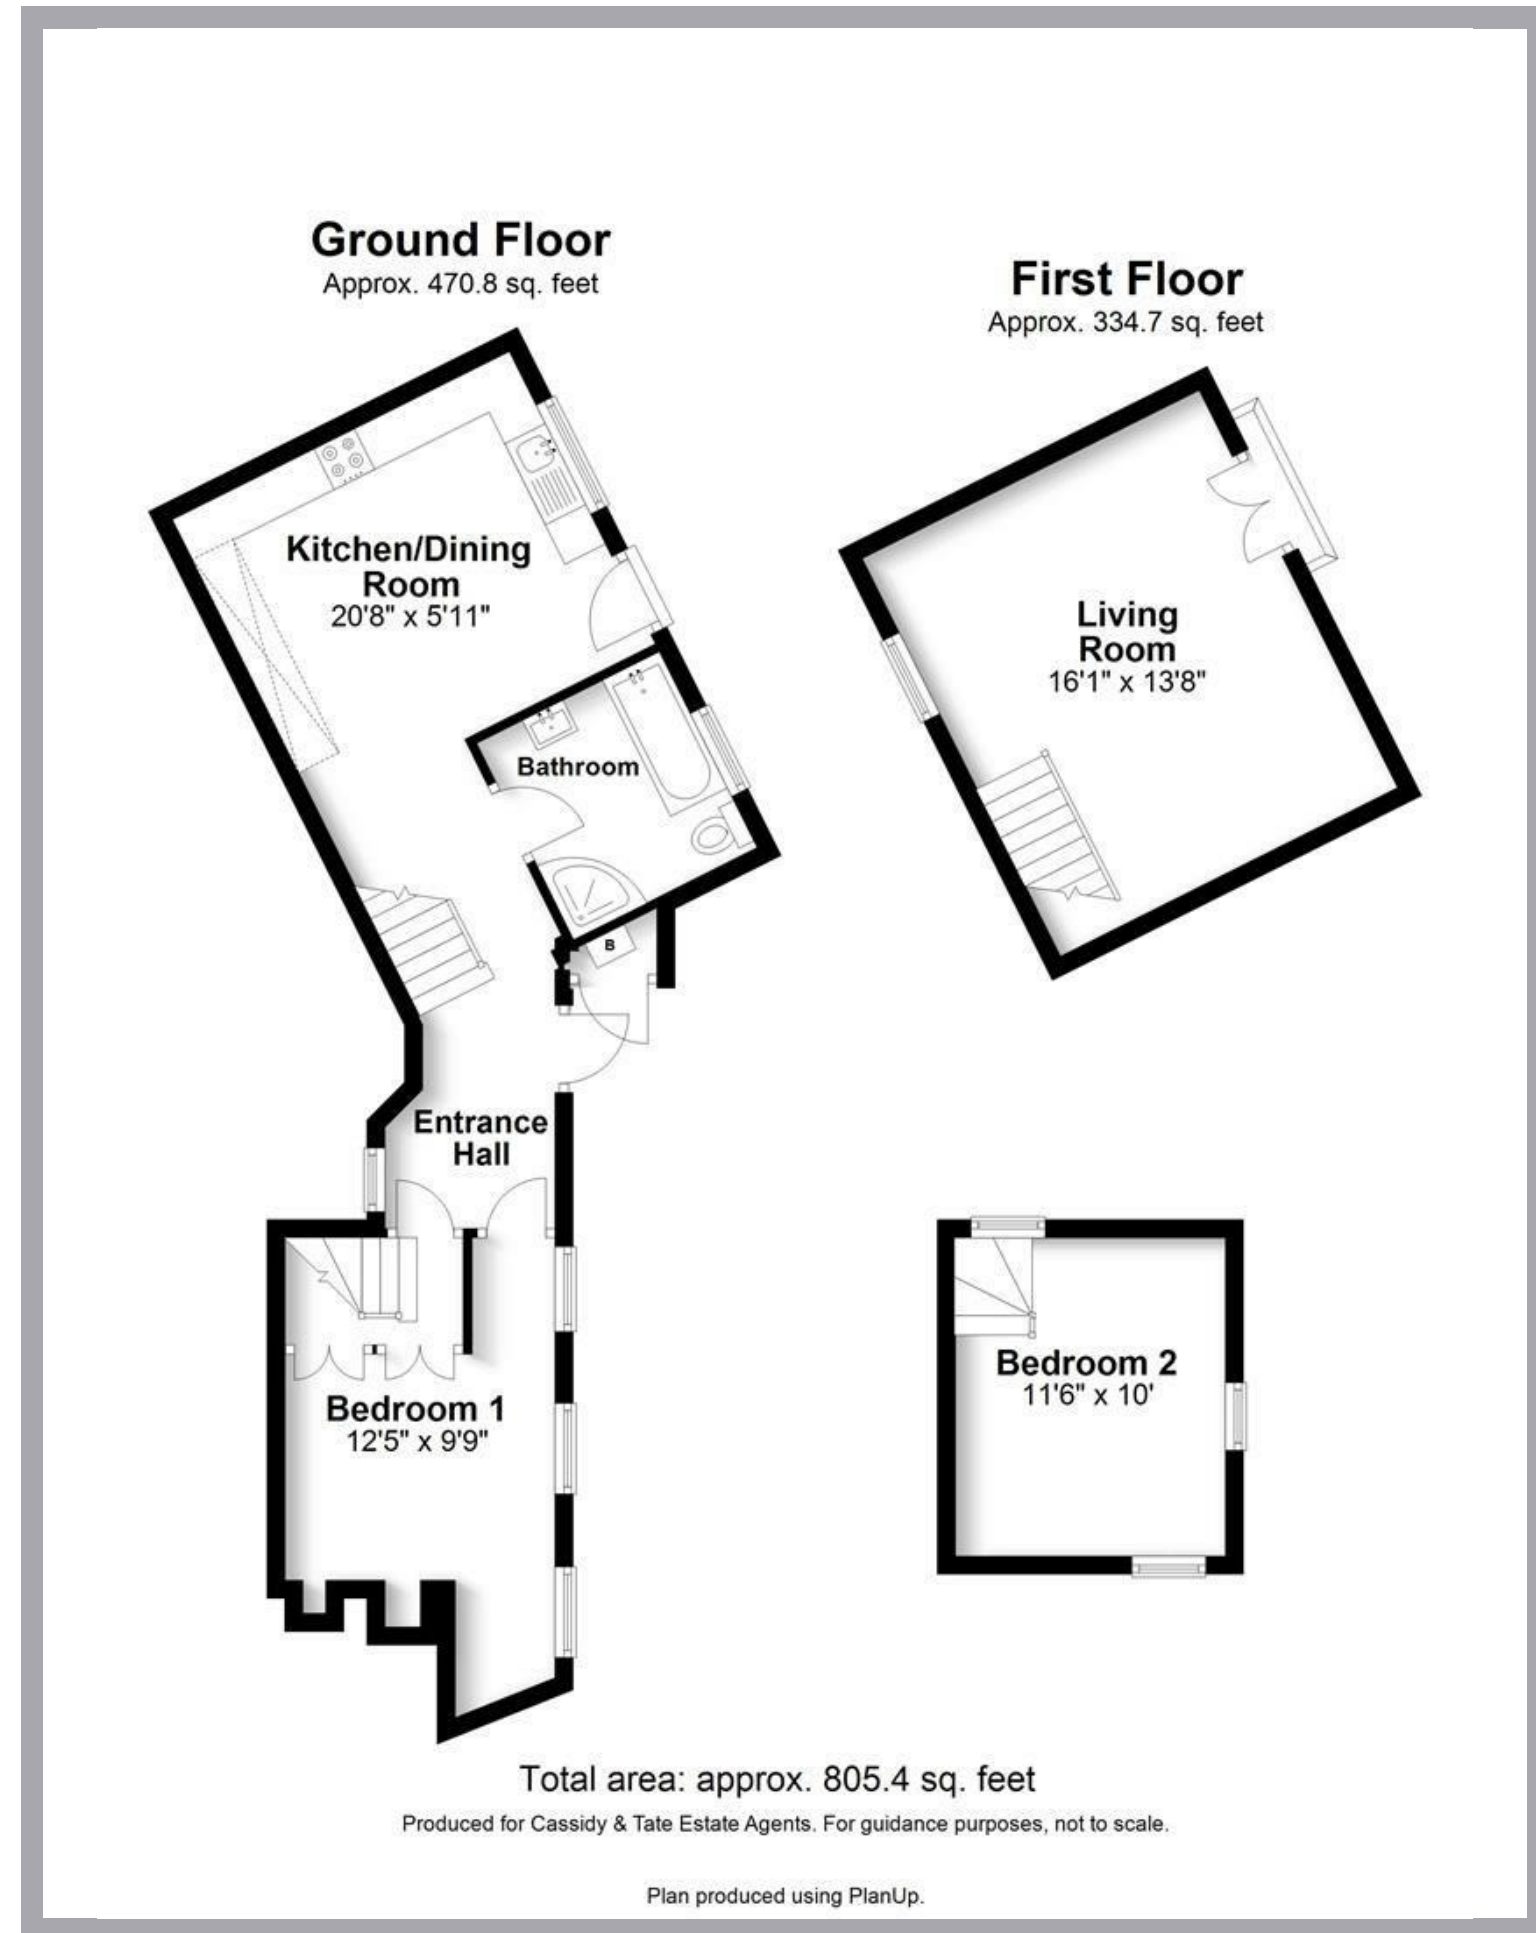 Ground Floor
Approx. 470.8 sq. feet
First Floor
Approx. 334.7 sq. feet
Kitchen/Dining
Room
20'8" x 5'11"
Living
Room
16'1" x 13'8"
Bathroom
B
Entrance
Hall
Bedroom 1
12'5" x 9'9"
Bedroom 2
11'6" x 10'
Total area: approx. 805.4 sq. feet
Produced for Cassidy & Tate Estate Agents. For guidance purposes, not to scale.
Plan produced using PlanUp.